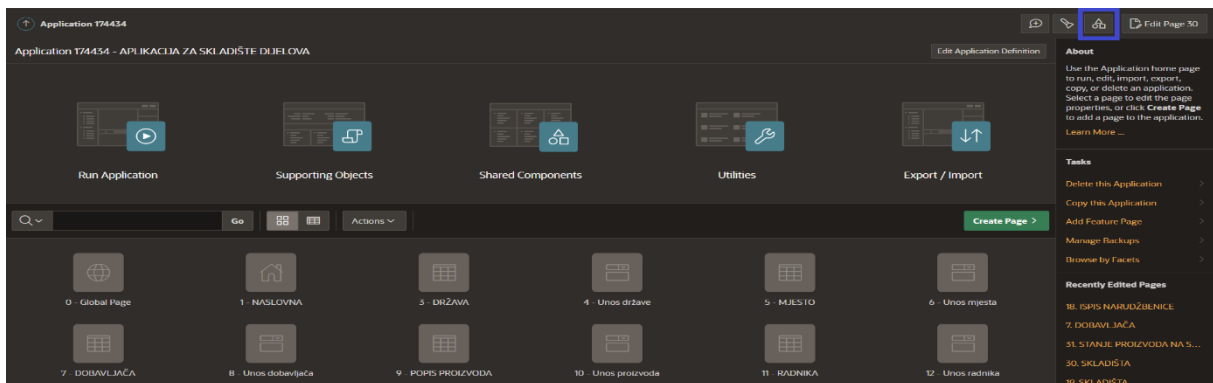 Application 174434
Edit Page 30
Application 174434 - APLIKACIJA ZA SKLADIŠTE DIJELOVA
Edit Application Definition
Run Application
Supporting Objects
Shared Components
Utilities
Export / Import
Go
Actions
Create Page
0 - Global Page
1 - NASLOVNA
3 - DRŽAVA
4 - Unos države
5 - MJESTO
6 - Unos mjesta
7 - DOBAVLJAČA
8 - Unos dobavljača
9 - POPIS PROIZVODA
10 - Unos proizvoda
11 - RADNIKA
12 - Unos radnika
About
Use the Application home page
to run, edit, import, export,
copy, or delete an application.
Select a page to edit the page
properties, or click Create Page
to add a page to the application.
Learn More ...
Tasks
Delete this Application
Copy this Application
Add Feature Page
Manage Backups
Browse by Facets
Recently Edited Pages
18. ISPIS NARUDŽBENICE
7. DOBAVLJAČA
31. STANJE PROIZVODA NA S...
30. SKLADIŠTA
19. SKLADIŠTA